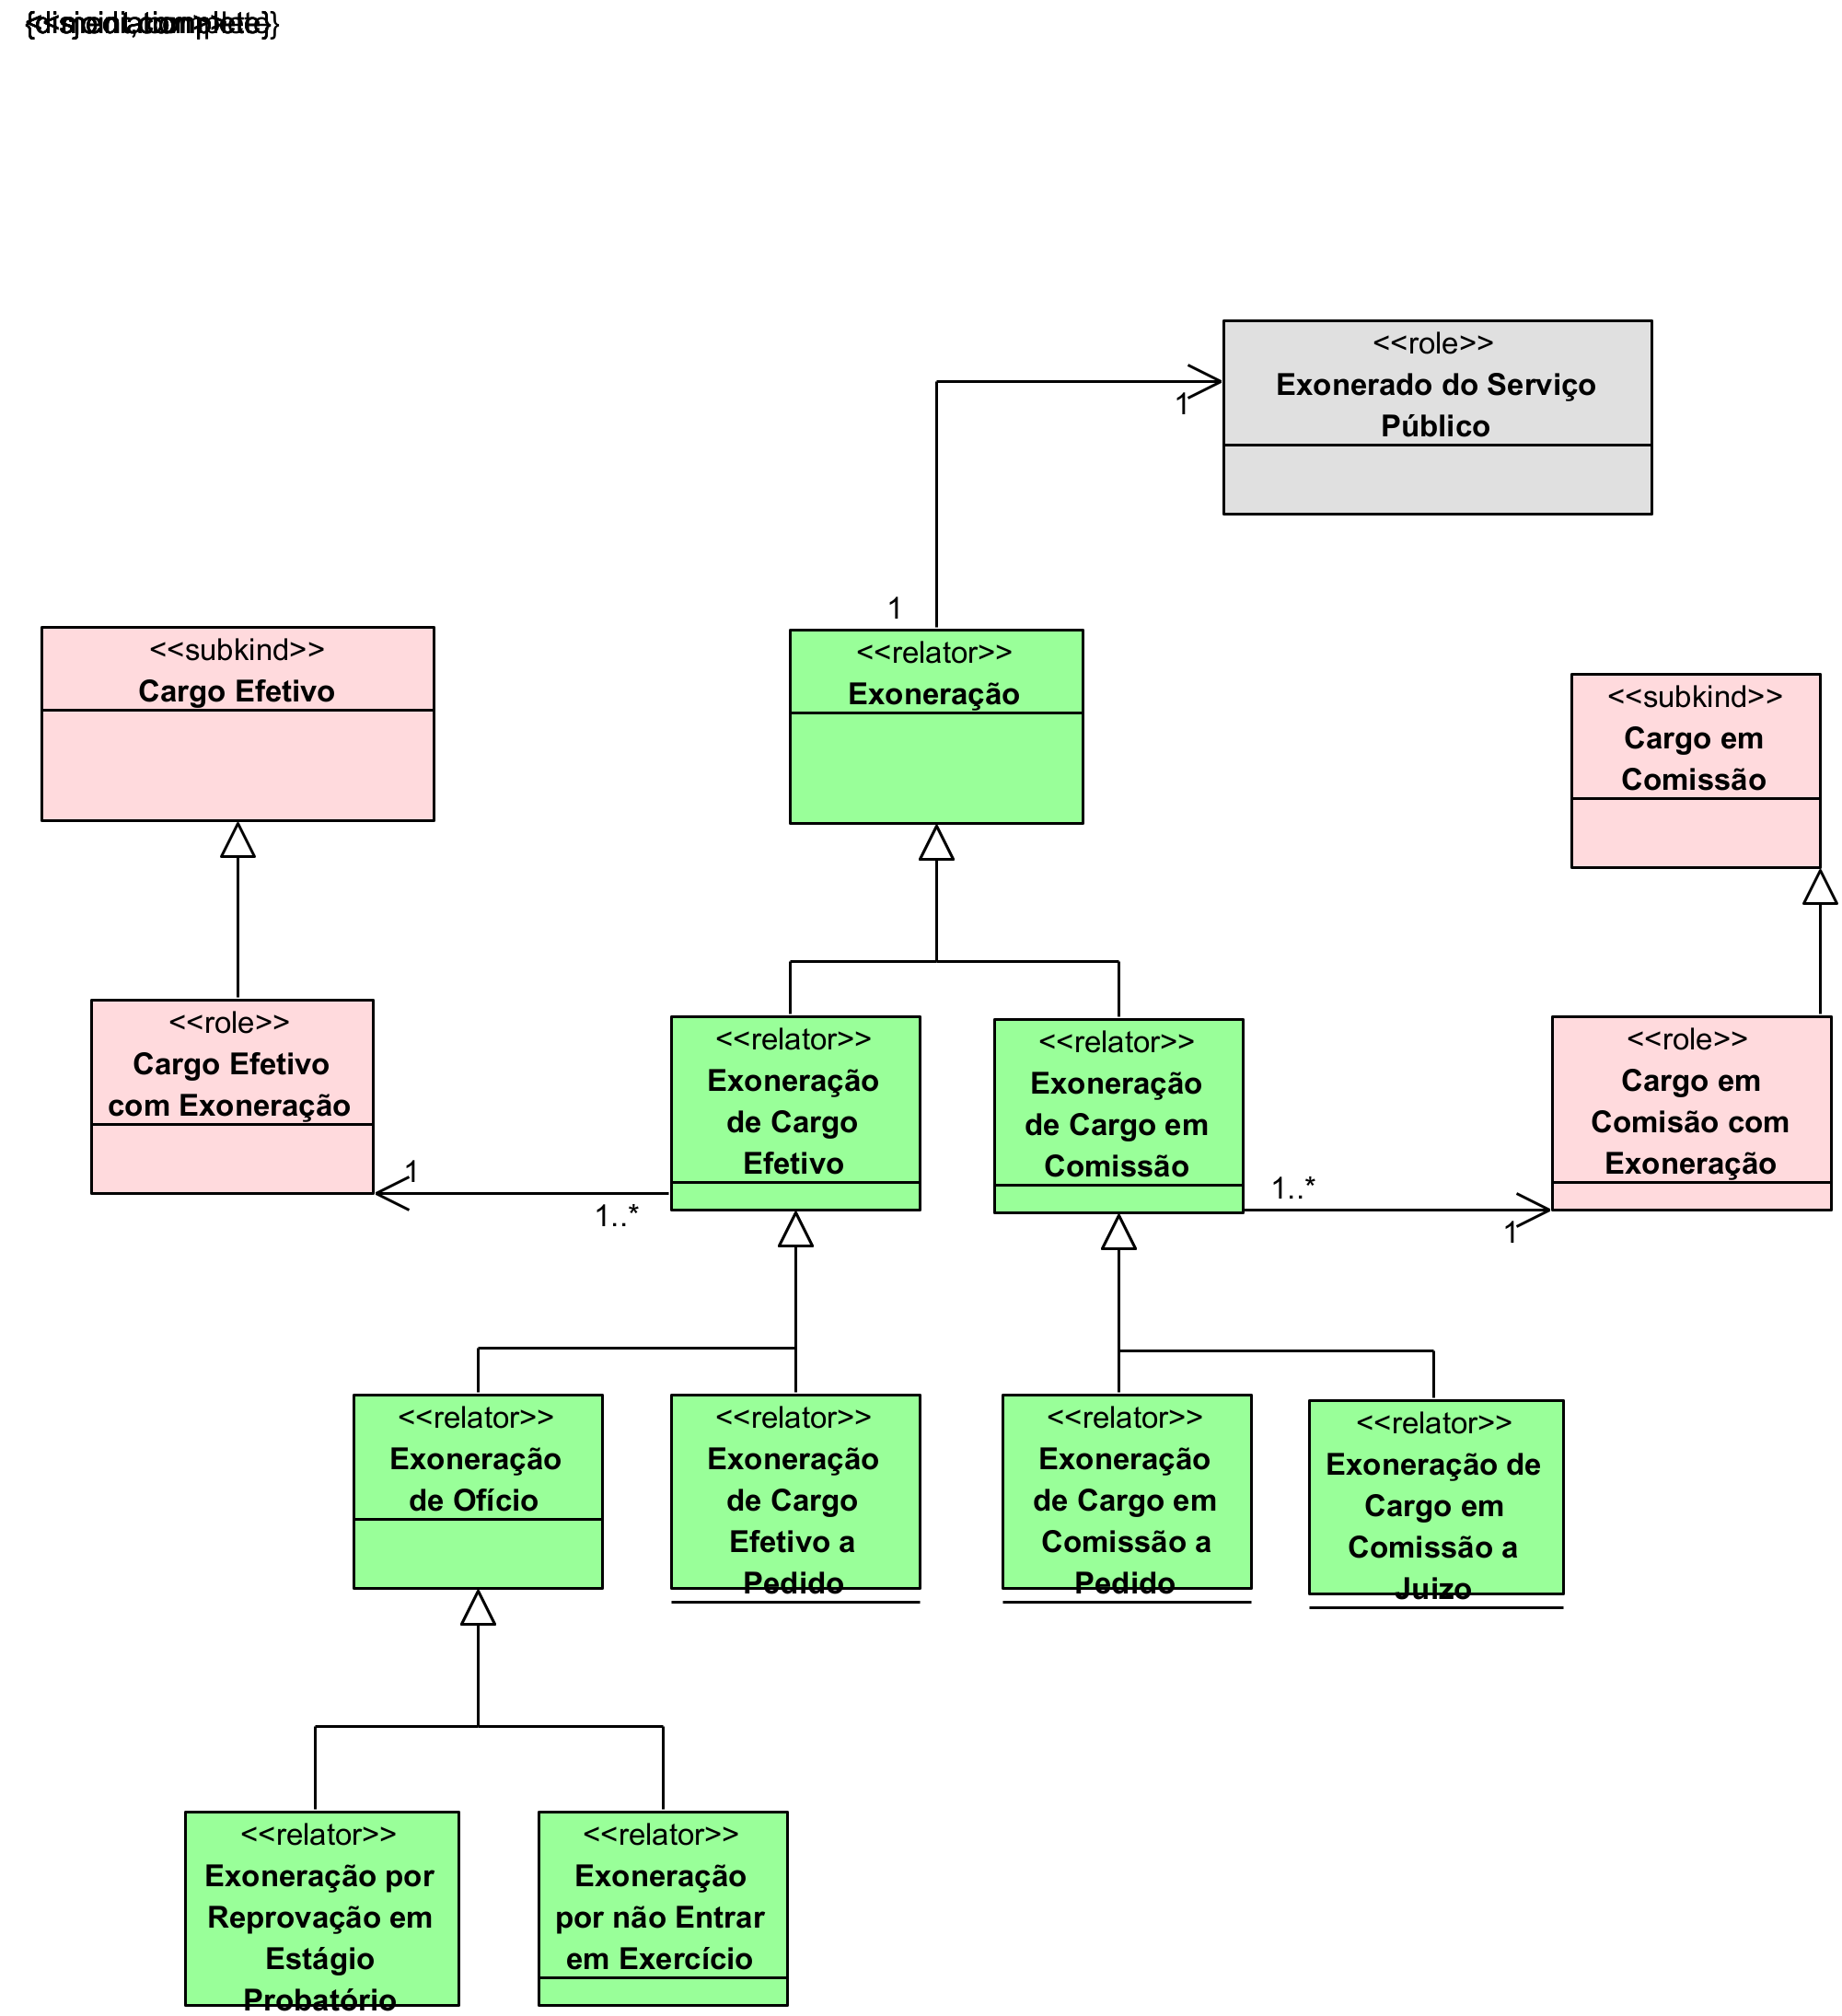 <<role>>
Exonerado do Serviço
Público
1
1
<<subkind>>
Cargo Efetivo
<<relator>>
Exoneração
<<subkind>>
Cargo em
Comissão
<<role>>
Cargo Efetivo
com Exoneração
<<relator>>
Exoneração
de Cargo
Efetivo
<<relator>>
Exoneração
de Cargo em
Comissão
<<role>>
Cargo em
Comisão com
Exoneração
1
1..*
1..*
1
<<relator>>
Exoneração
de Ofício
<<relator>>
Exoneração
de Cargo
Efetivo a
Pedido
<<relator>>
Exoneração
de Cargo em
Comissão a
Pedido
<<relator>>
Exoneração de
Cargo em
Comissão a
Juizo
<<relator>>
Exoneração por
Reprovação em
Estágio
Probatório
<<relator>>
Exoneração
por não Entrar
em Exercício